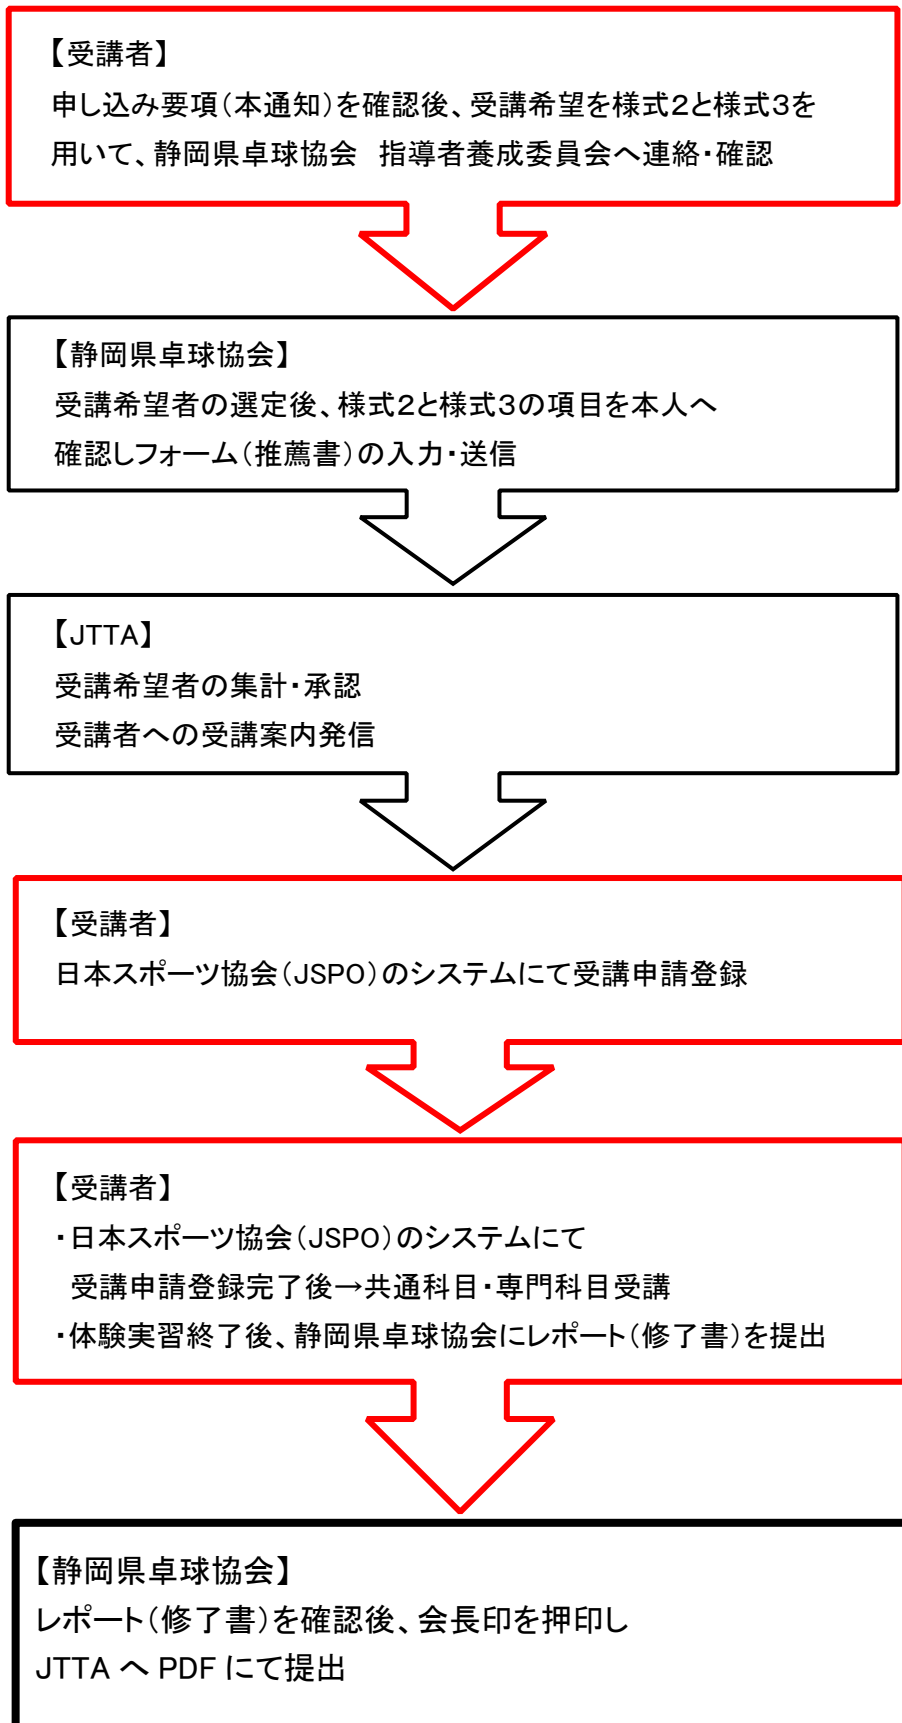 【受講者】
申し込み要項（本通知）を確認後、受講希望を様式２と様式３を
用いて、静岡県卓球協会　指導者養成委員会へ連絡・確認
【静岡県卓球協会】
受講希望者の選定後、様式２と様式３の項目を本人へ
確認しフォーム（推薦書）の入力・送信
【JTTA】
受講希望者の集計・承認
受講者への受講案内発信
【受講者】
日本スポーツ協会（JSPO）のシステムにて受講申請登録
【受講者】
・日本スポーツ協会（JSPO）のシステムにて
受講申請登録完了後→共通科目・専門科目受講
・体験実習終了後、静岡県卓球協会にレポート（修了書）を提出
【静岡県卓球協会】
レポート（修了書）を確認後、会長印を押印し
JTTA へ PDF にて提出